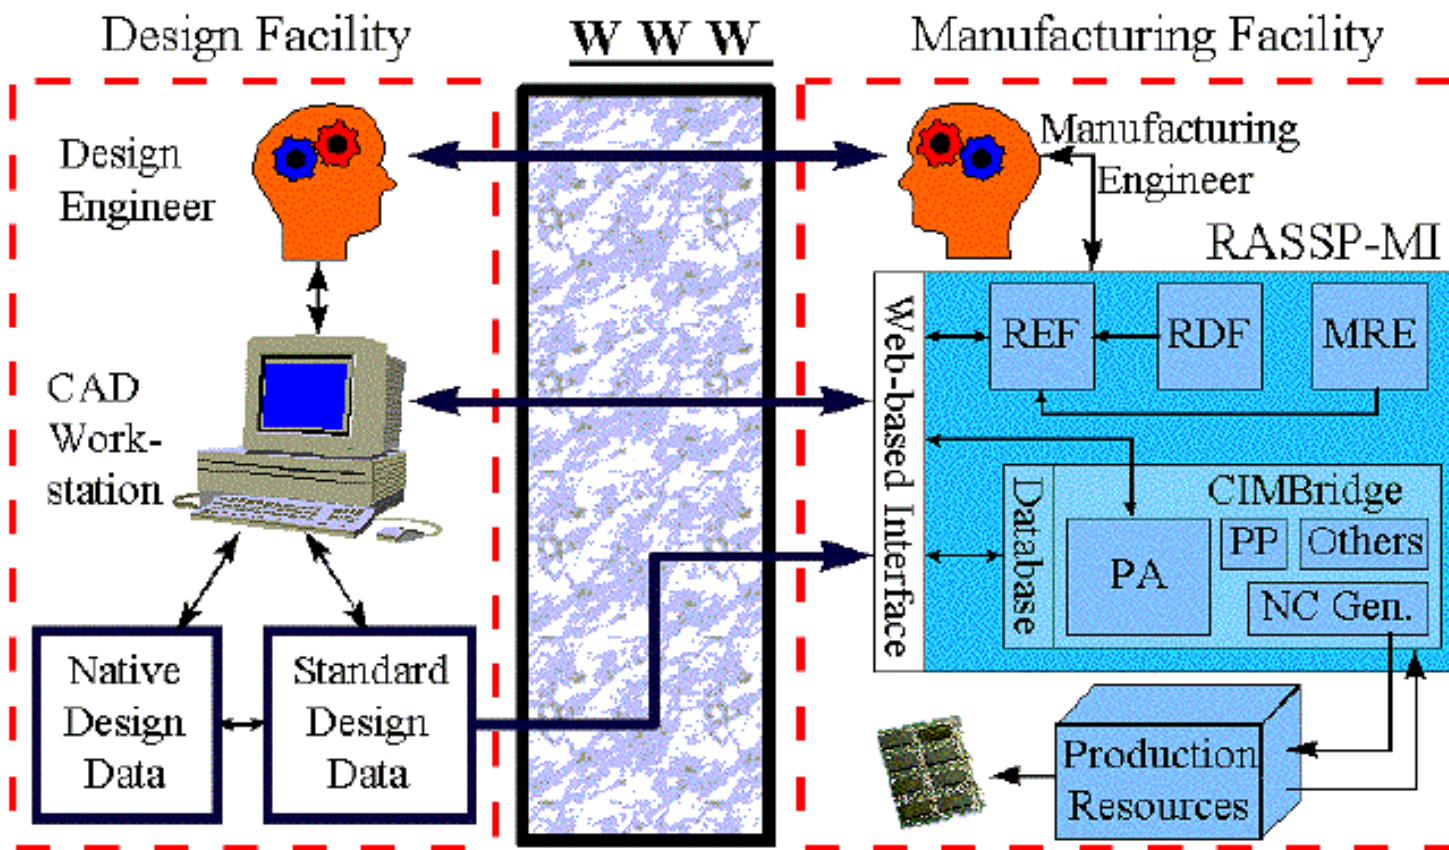 Design Facility
W W W
Manufacturing Facility
Design
Engineer
Manufacturing
Engineer
RASSP-MI
CAD
Work-
station
Web-based Interface
REF
RDF
MRE
Database
CIMBridge
PA
PP
Others
NC Gen.
Native
Design
Data
Standard
Design
Data
Production
Resources